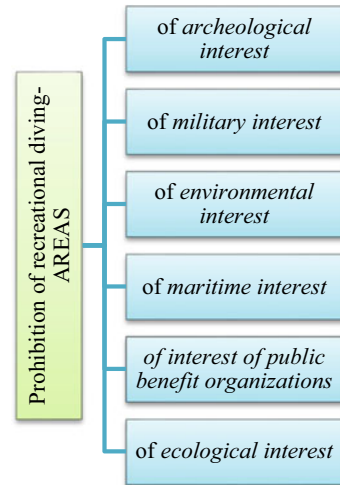 Prohibition of recreational diving-
AREAS
of archeological
interest
of military interest
of environmental
interest
of maritime interest
of interest of public
benefit organizations
of ecological interest